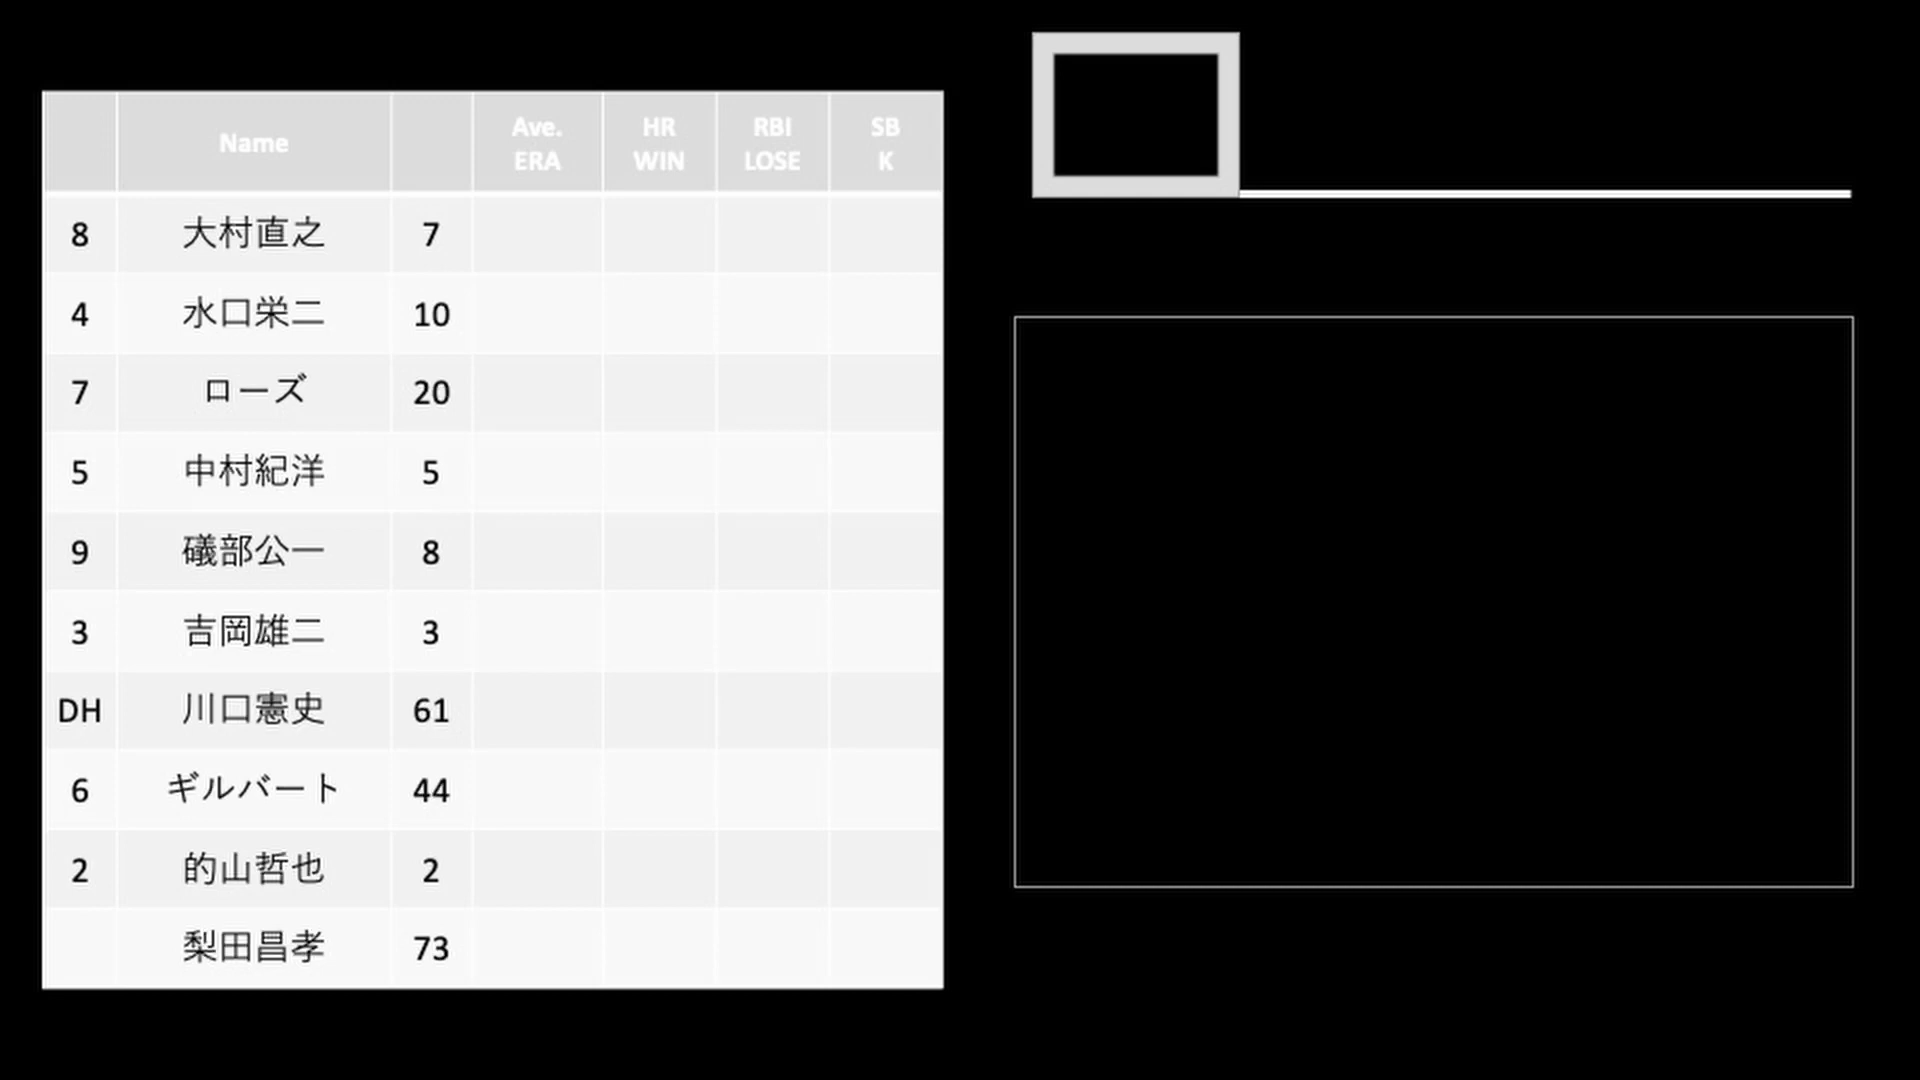 Name Ave. HR RBI SB
ERA WIN LOSE K
8 大村直之 7
4 水口栄二 10
7 ローズ 20
5 中村紀洋 5
9 礒部公一 8
3 吉岡雄二 3
DH 川口憲史 61
6 ギルバート 44
2 的山哲也 2
梨田昌孝 73